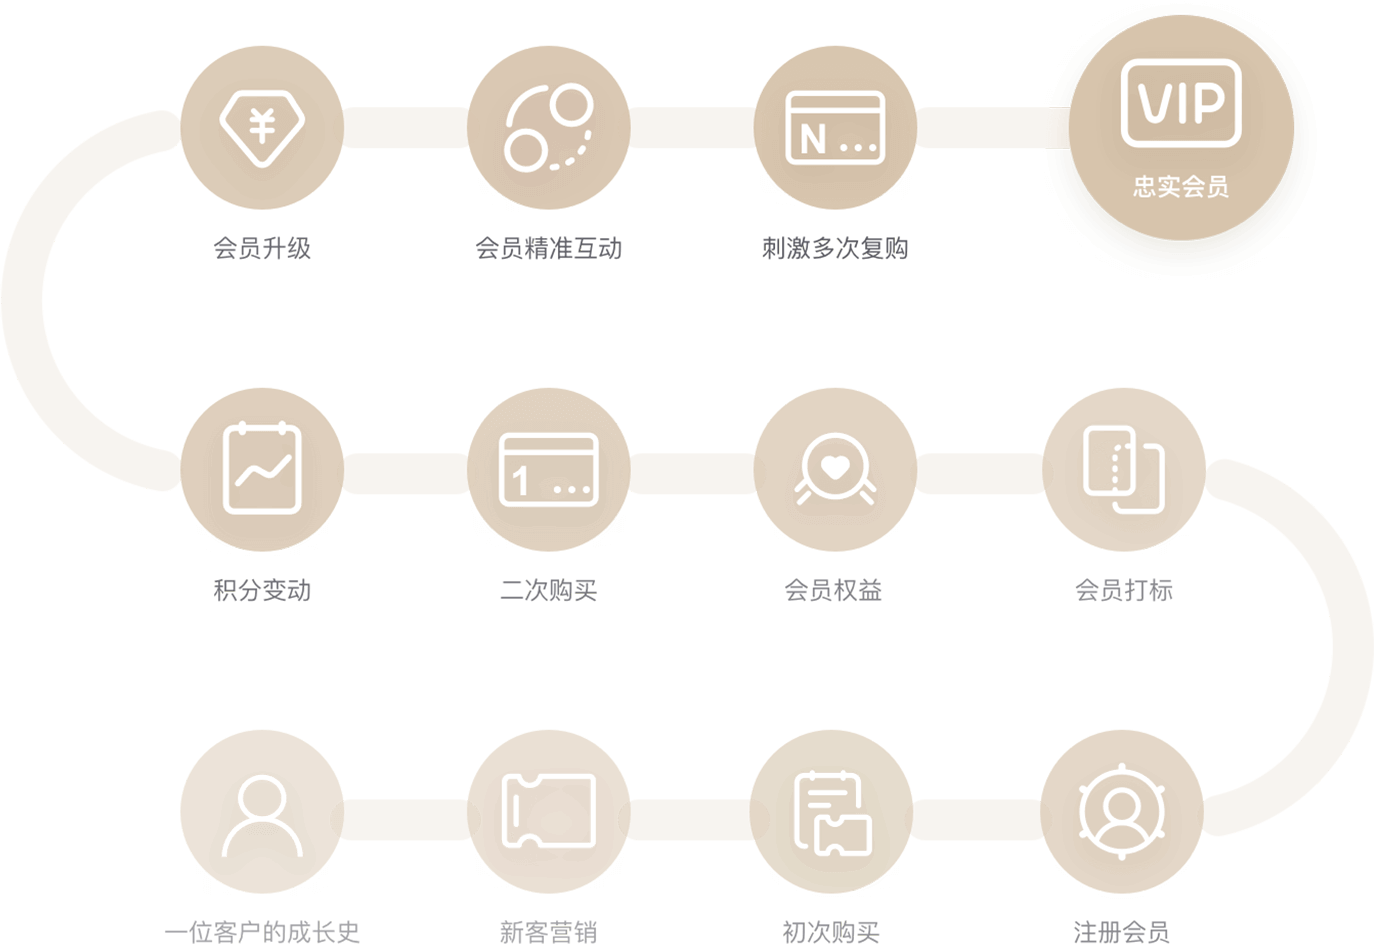 ¥
N ...
VIP
忠实会员
会员升级
会员精准互动
刺激多次复购
1 ...
积分变动
二次购买
会员权益
会员打标
一位客户的成长史
新客营销
初次购买
注册会员